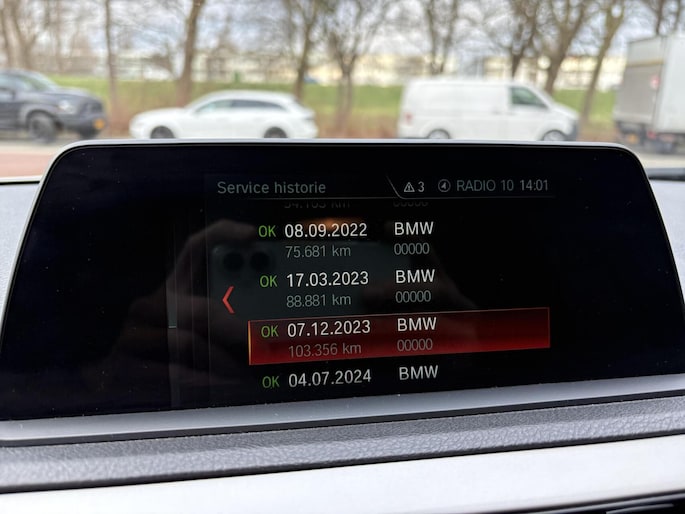 Service historie 3 RADIO 10 14:01
OK 08.09.2022 BMW
75.681 km 00000
OK 17.03.2023 BMW
88.881 km 00000
OK 07.12.2023 BMW
103.356 km 00000
OK 04.07.2024 BMW